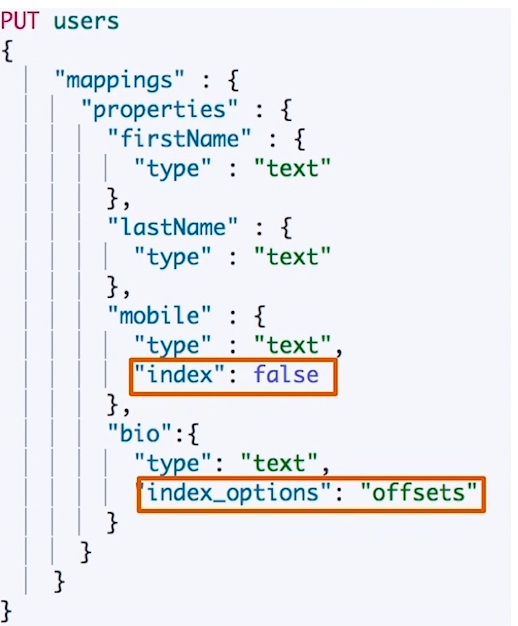 PUT users
{
"mappings" : {
"properties" : {
"firstName" : {
"type" : "text"
},
"lastName" : {
"type" : "text"
},
"mobile" : {
"type" : "text",
"index": false
},
"bio":{
"type": "text",
"index_options": "offsets"
}
}
}
}